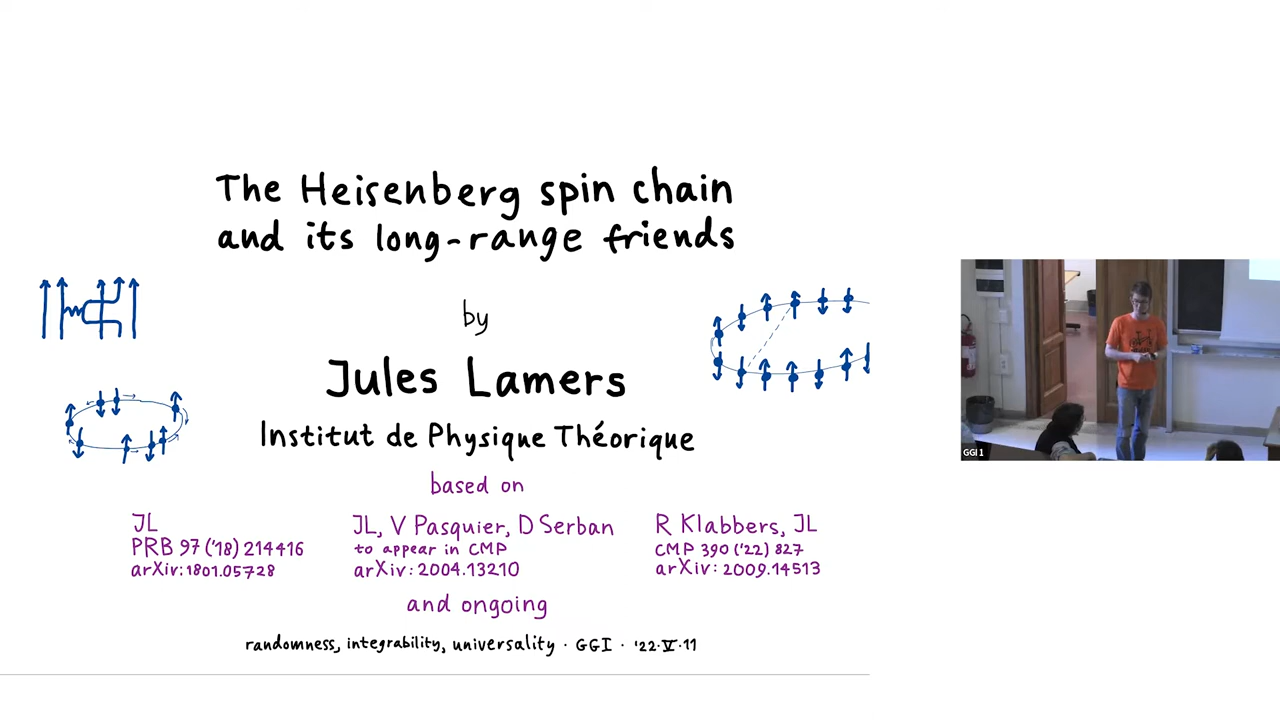 The Heisenberg spin chain
and its long-range friends
by
Jules Lamers
Institut de Physique Théorique
based on
JL
PRB 97 ('18) 214416
arXiv:1801.05728
JL, V Pasquier, D Serban
to appear in CMP
arXiv: 2004.13210
R Klabbers, JL
CMP 390 ('22) 827
arXiv: 2009.14513
and ongoing
randomness, integrability, universality · GGI · '22·V·11
GGI 1